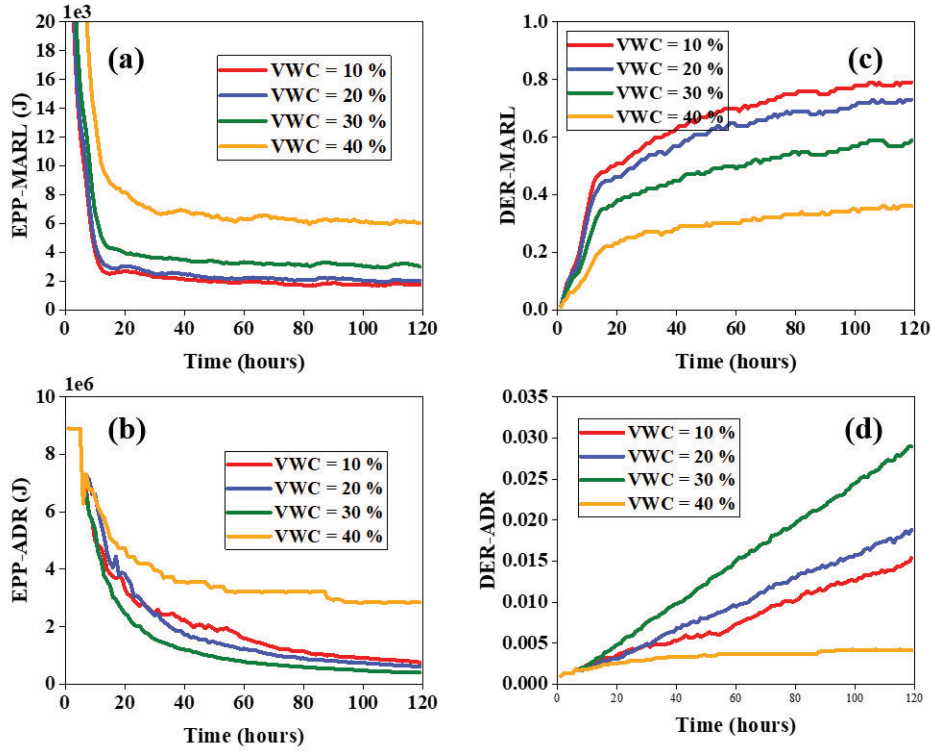 1e3
20
18
16
14
12
10
8
6
4
2
0
EPP-MARL (J)
(a)
VWC = 10 %
VWC = 20 %
VWC = 30 %
VWC = 40 %
0 20 40 60 80 100 120
Time (hours)
1.0
0.8
0.6
0.4
0.2
0.0
DER-MARL
(c)
VWC = 10 %
VWC = 20 %
VWC = 30 %
VWC = 40 %
0 20 40 60 80 100 120
Time (hours)
1e6
10
8
6
4
2
0
EPP-ADR (J)
(b)
VWC = 10 %
VWC = 20 %
VWC = 30 %
VWC = 40 %
0 20 40 60 80 100 120
Time (hours)
0.035
0.030
0.025
0.020
0.015
0.010
0.005
0.000
DER-ADR
(d)
VWC = 10 %
VWC = 20 %
VWC = 30 %
VWC = 40 %
0 20 40 60 80 100 120
Time (hours)